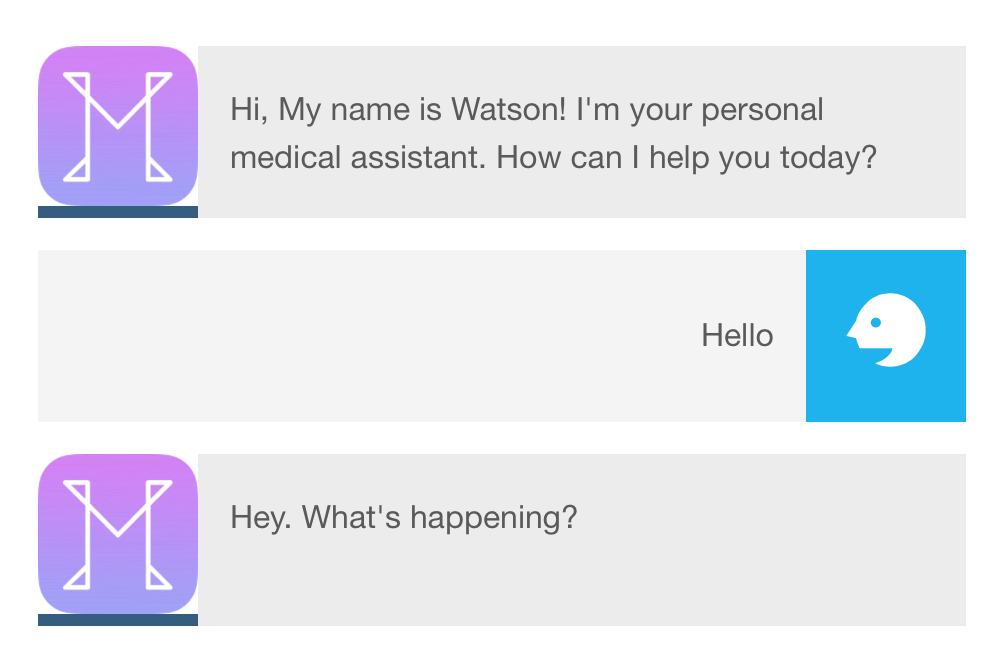 Hi, My name is Watson! I'm your personal
medical assistant. How can I help you today?
Hello
Hey. What's happening?